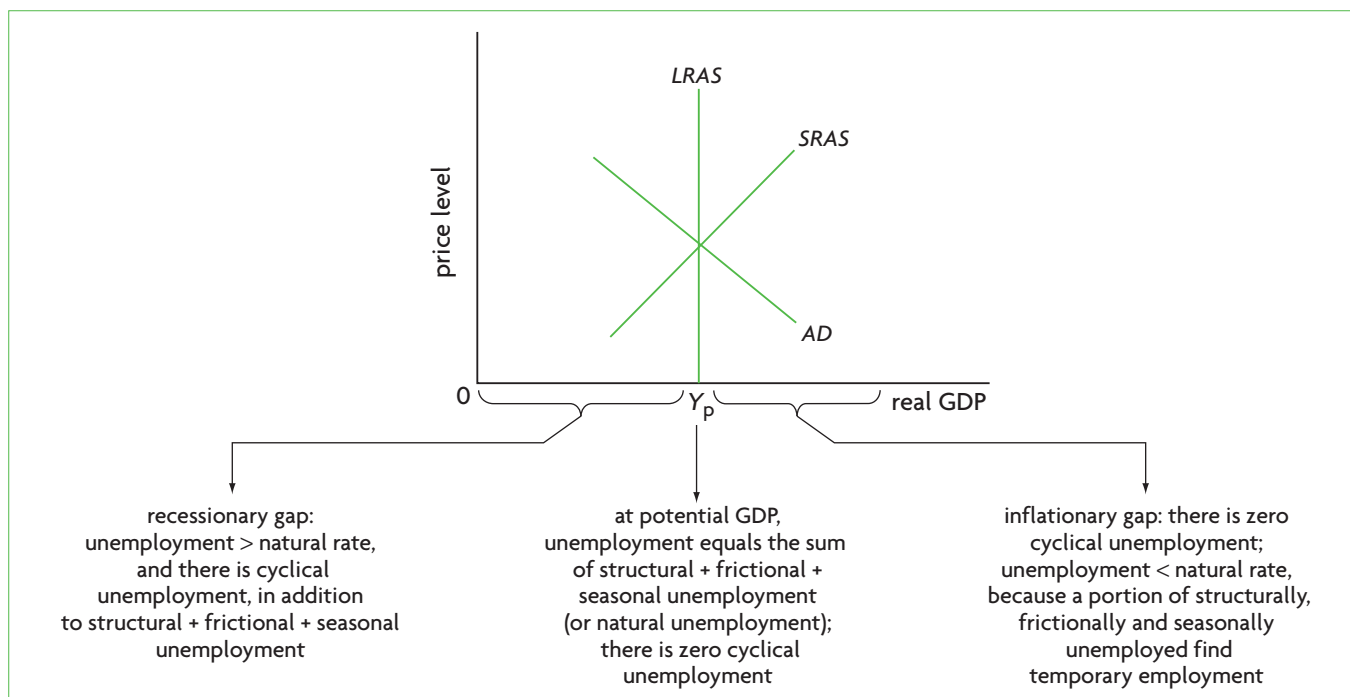 LRAS
SRAS
price level
AD
0
Yp
real GDP
recessionary gap:
unemployment > natural rate,
and there is cyclical
unemployment, in addition
to structural + frictional + seasonal
unemployment
at potential GDP,
unemployment equals the sum
of structural + frictional +
seasonal unemployment
(or natural unemployment);
there is zero cyclical
unemployment
inflationary gap: there is zero
cyclical unemployment;
unemployment < natural rate,
because a portion of structurally,
frictionally and seasonally
unemployed find
temporary employment